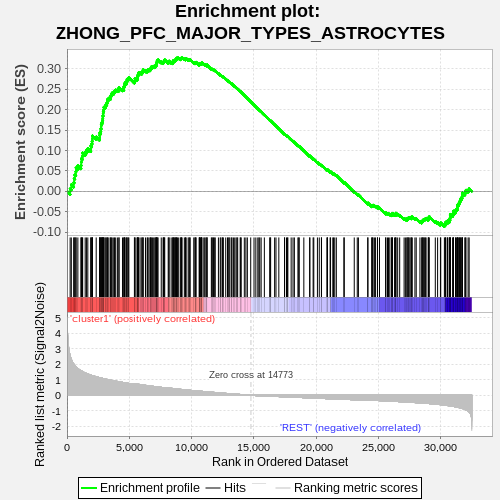 Enrichment plot:
ZHONG_PFC_MAJOR_TYPES_ASTROCYTES
Enrichment score (ES)
0.30
0.25
0.20
0.15
0.10
0.05
0.00
-0.05
-0.10
Ranked list metric (Signal2Noise)
5
4
3
2
1
0
-1
-2
'cluster1' (positively correlated)
Zero cross at 14773
'REST' (negatively correlated)
0
5,000
10,000
15,000
20,000
25,000
30,000
Rank in Ordered Dataset
Enrichment profile
Hits
Ranking metric scores